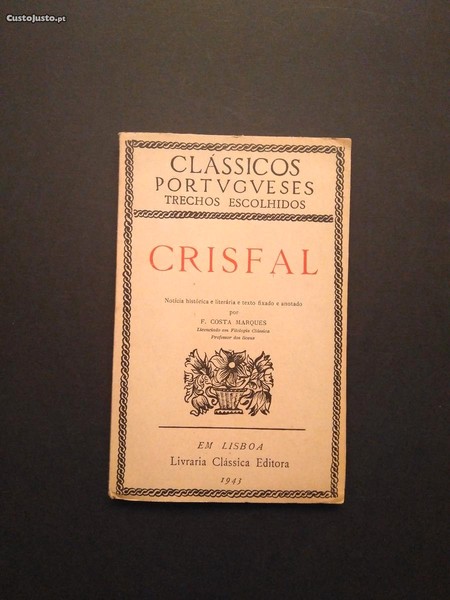 CustoJusto.pt
CLÁSSICOS
PORTVGVESES
TRECHOS ESCOLHIDOS
CRISFAL
Notícia histórica e literária e texto fixado e anotado
por
F. COSTA MARQUES
Licenciado em Filologia Clássica
Professor dos liceus
EM LISBOA
Livraria Clássica Editora
1943